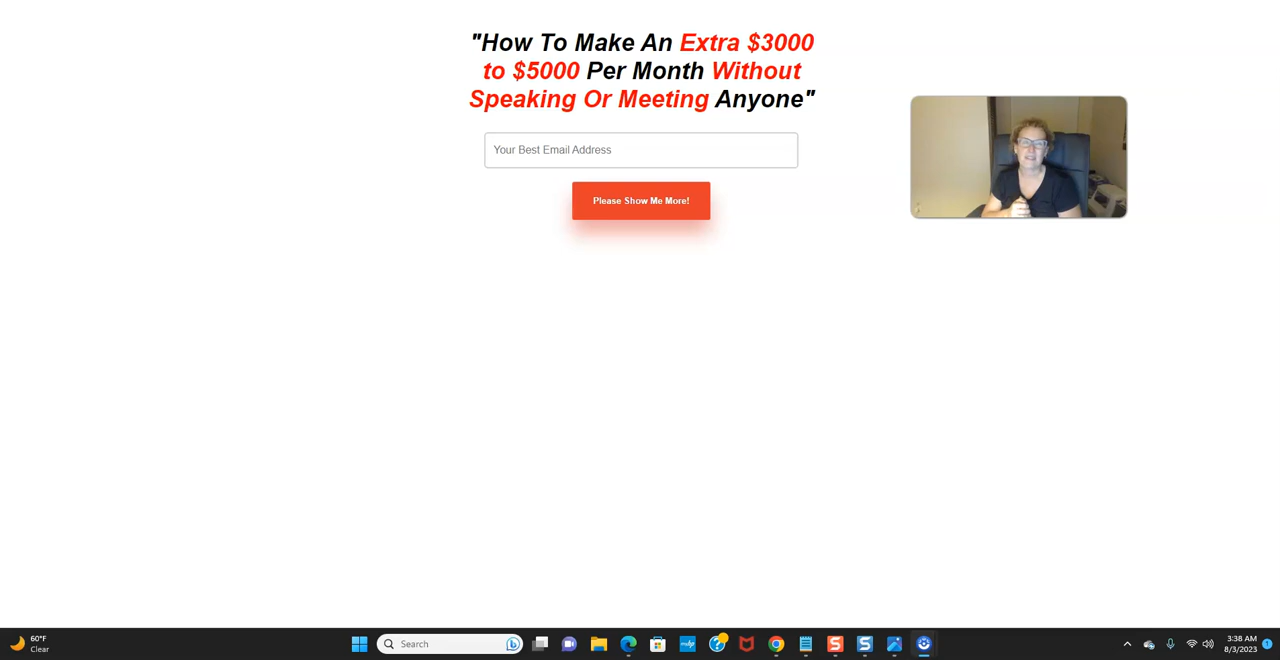 "How To Make An Extra $3000
to $5000 Per Month Without
Speaking Or Meeting Anyone"
Your Best Email Address
Please Show Me More!
60°F
Clear
Search
3:38 AM
8/3/2023